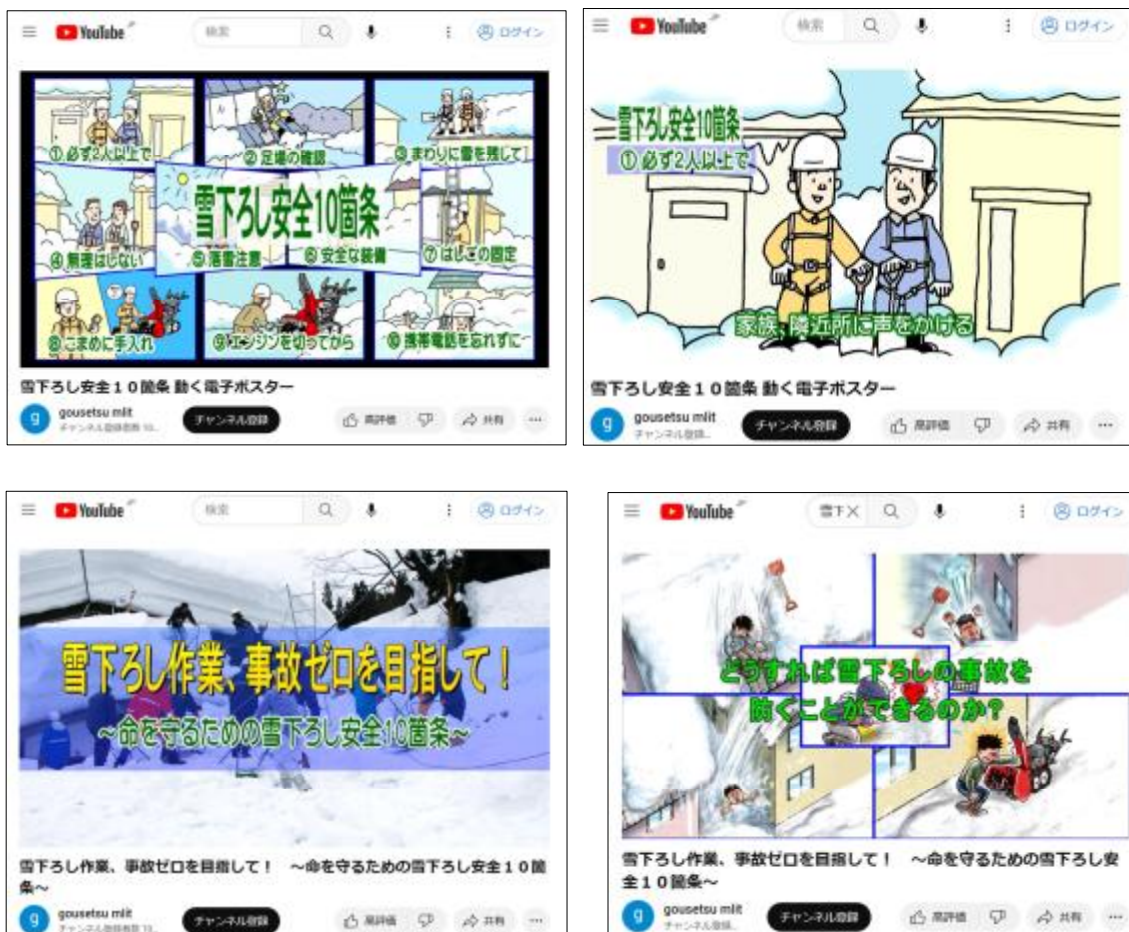 YouTube
検索
ログイン
① 必ず2人以上で
② 足場の確認
③ まわりに雪を残して
雪下ろし安全10箇条
④ 無理はしない
⑤ 落雪注意
⑥ 安全な装備
⑦ はしごの固定
⑧ こまめに手入れ
⑨ エンジンを切ってから
⑩ 携帯電話を忘れずに
雪下ろし安全10箇条 動く電子ポスター
g
gousetsu mlit
チャンネル登録
高評価
共有
YouTube
検索
ログイン
雪下ろし安全10箇条
① 必ず2人以上で
家族、隣近所に声をかける
雪下ろし安全10箇条 動く電子ポスター
g
gousetsu mlit
チャンネル登録
高評価
共有
YouTube
検索
ログイン
雪下ろし作業、事故ゼロを目指して!
~命を守るための雪下ろし安全10箇条~
雪下ろし作業、事故ゼロを目指して! ~命を守るための雪下ろし安全10箇
条~
g
gousetsu mlit
チャンネル登録
高評価
共有
YouTube
雪下
ログイン
どうすれば雪下ろしの事故を
防ぐことができるのか?
雪下ろし作業、事故ゼロを目指して! ~命を守るための雪下ろし安
全10箇条~
g
gousetsu mlit
チャンネル登録
高評価
共有